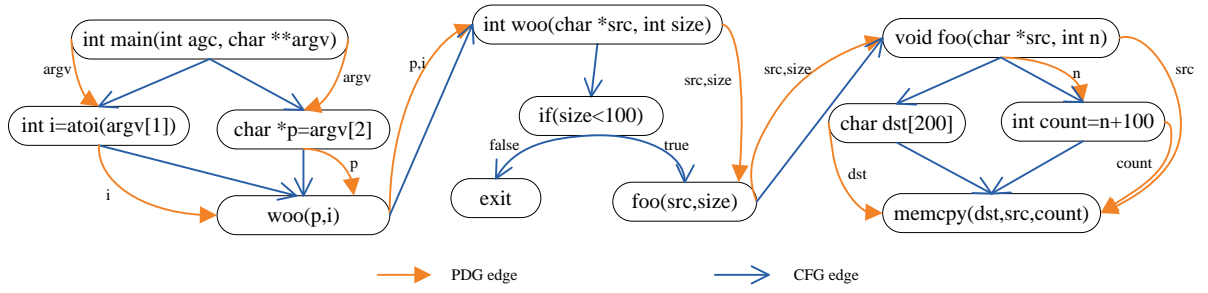 int main(int agc, char **argv)
argv
argv
int i=atoi(argv[1])
char *p=argv[2]
i
p
woo(p,i)
p,i
int woo(char *src, int size)
src,size
if(size<100)
false
true
exit
foo(src,size)
src,size
void foo(char *src, int n)
n
src
char dst[200]
int count=n+100
dst
count
memcpy(dst,src,count)
PDG edge
CFG edge